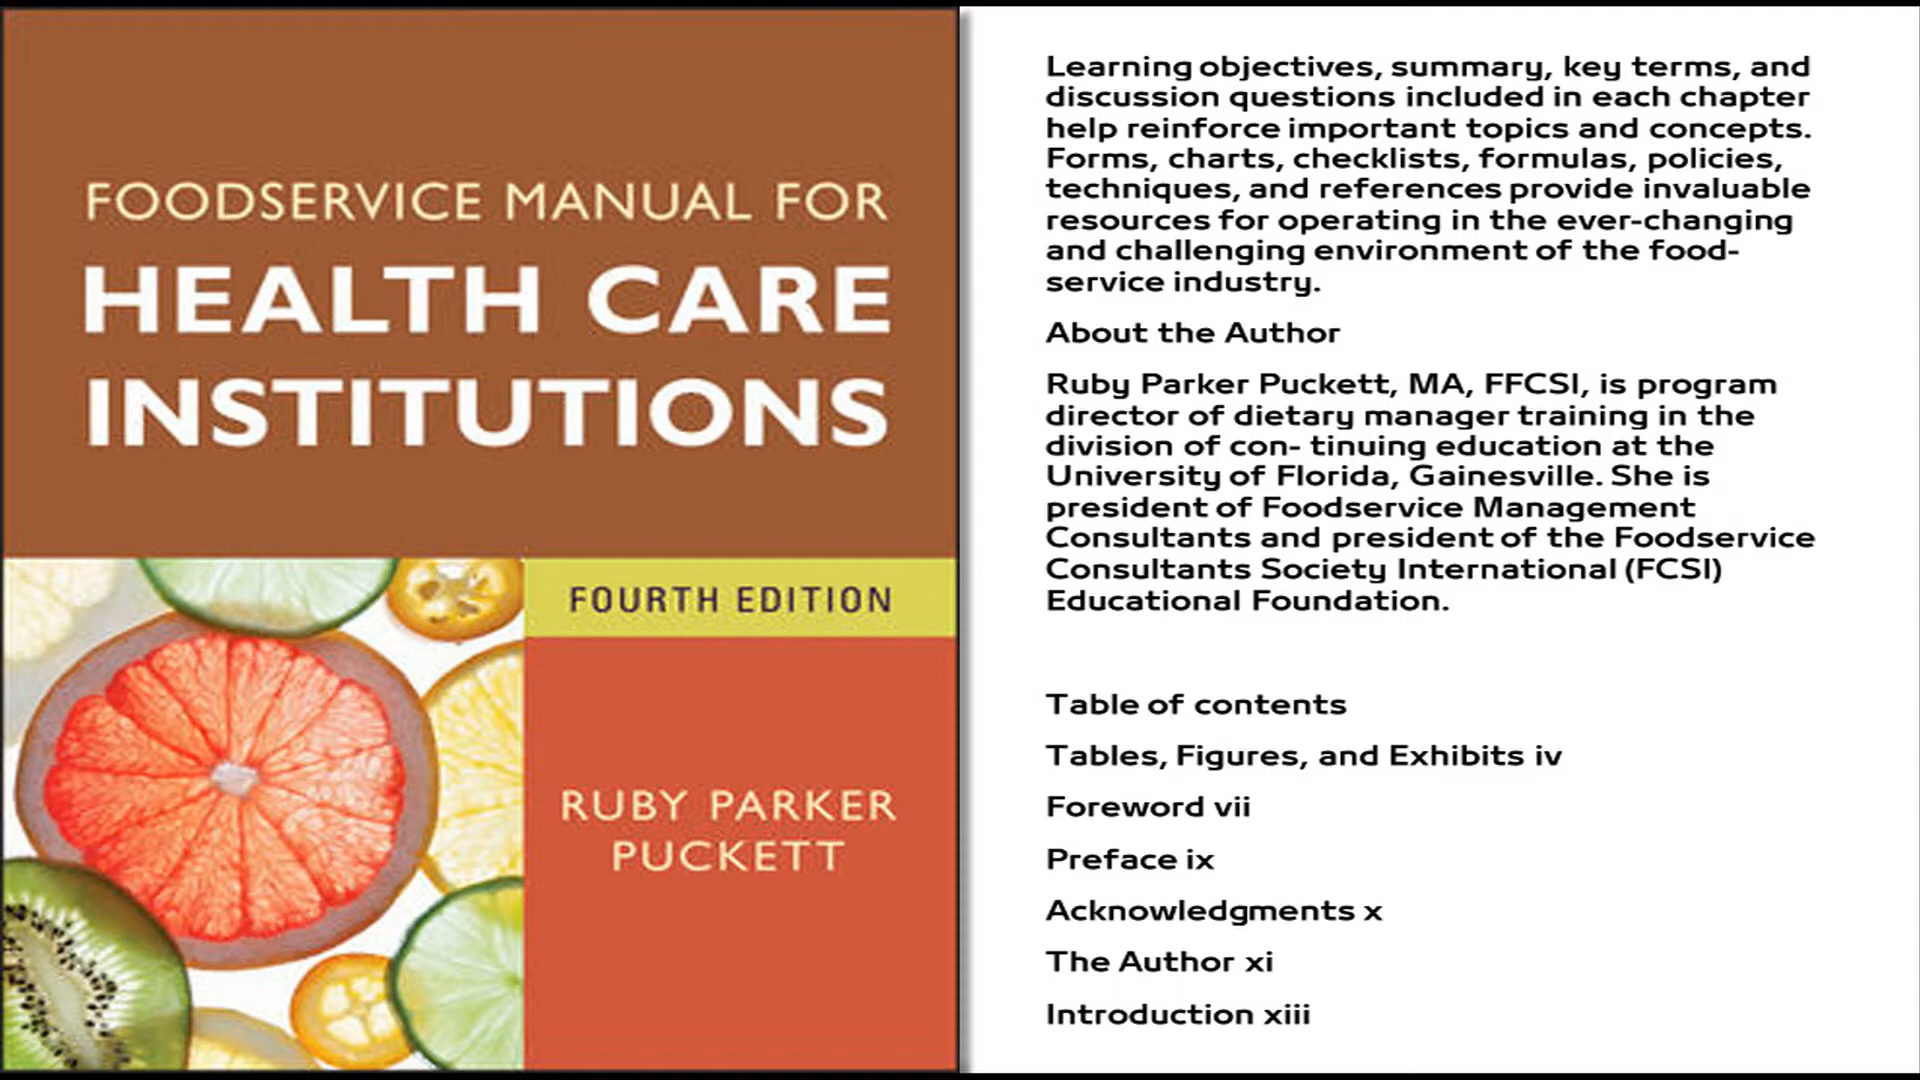 FOODSERVICE MANUAL FOR
HEALTH CARE
INSTITUTIONS
FOURTH EDITION
RUBY PARKER
PUCKETT
Learning objectives, summary, key terms, and
discussion questions included in each chapter
help reinforce important topics and concepts.
Forms, charts, checklists, formulas, policies,
techniques, and references provide invaluable
resources for operating in the ever-changing
and challenging environment of the food-
service industry.
About the Author
Ruby Parker Puckett, MA, FFCSI, is program
director of dietary manager training in the
division of con- tinuing education at the
University of Florida, Gainesville. She is
president of Foodservice Management
Consultants and president of the Foodservice
Consultants Society International (FCSI)
Educational Foundation.
Table of contents
Tables, Figures, and Exhibits iv
Foreword vii
Preface ix
Acknowledgments x
The Author xi
Introduction xiii